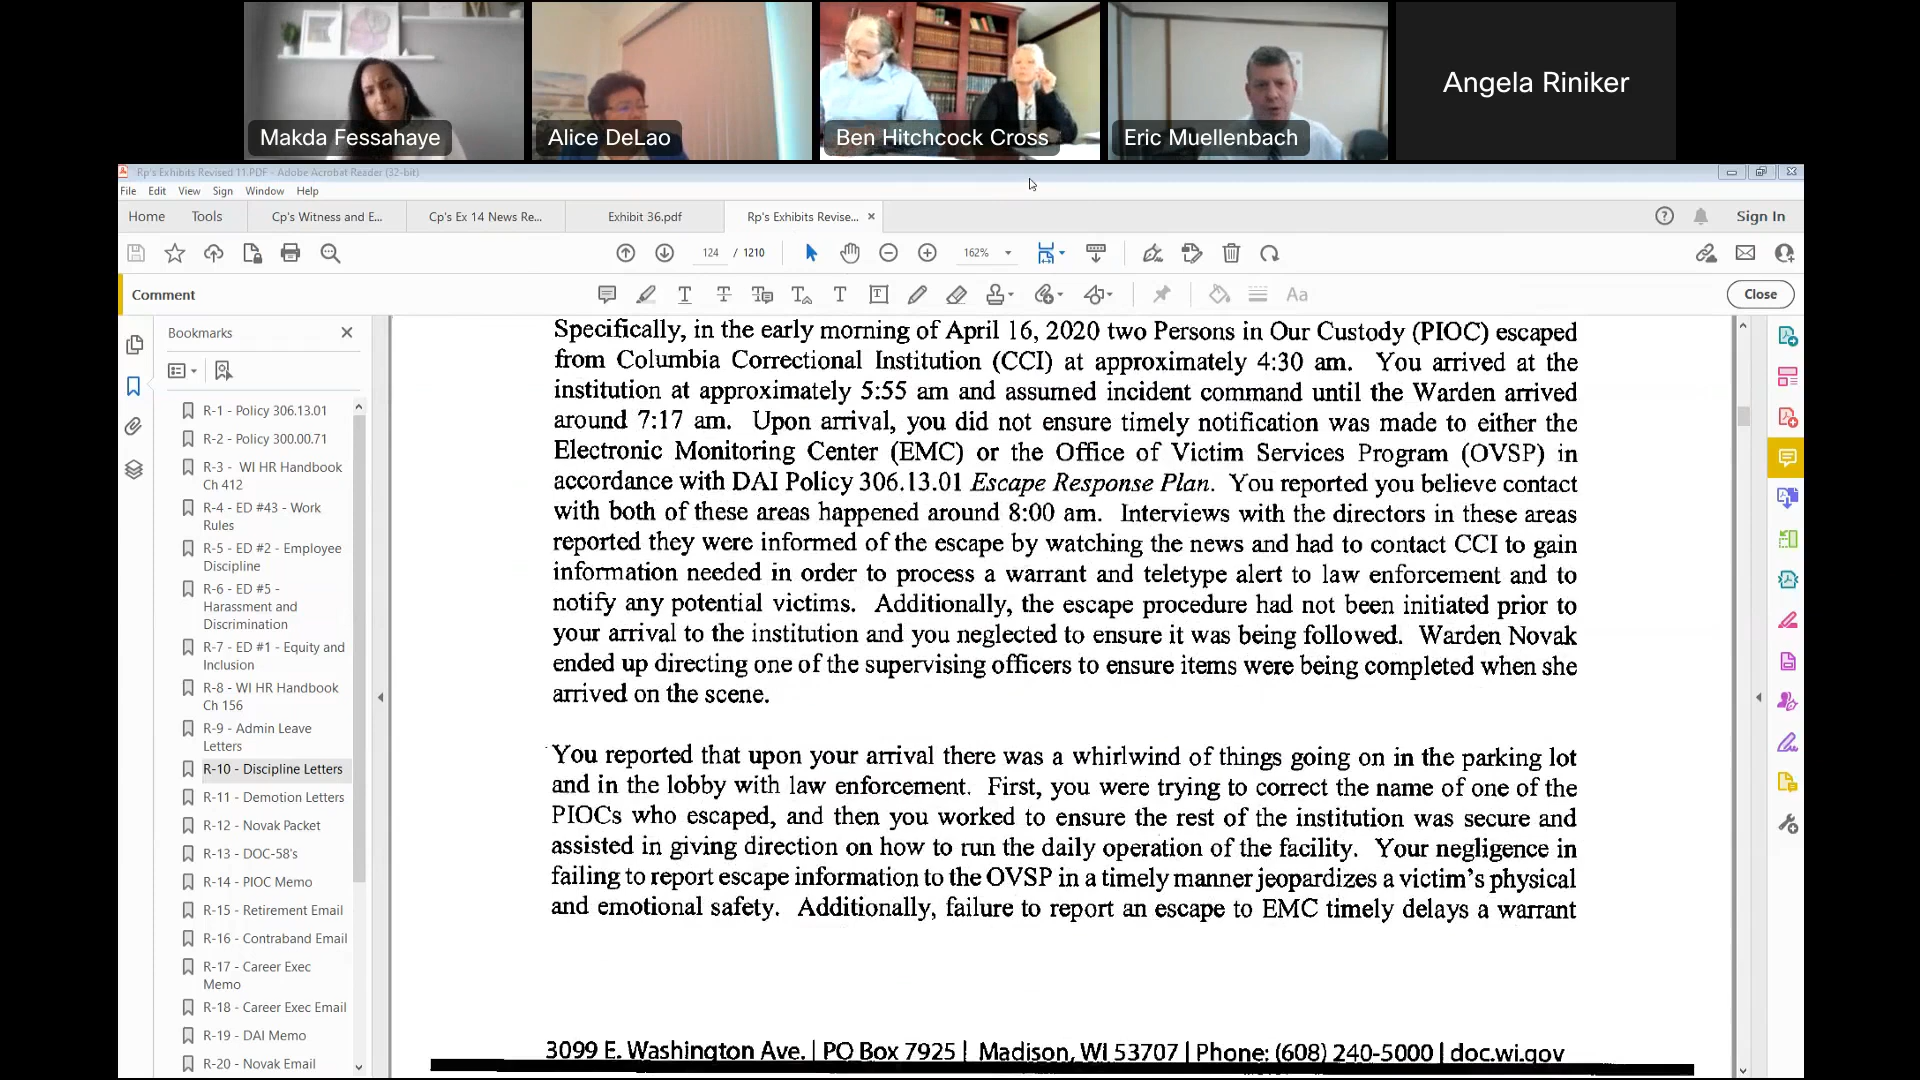 Makda Fessahaye
Alice DeLao
Ben Hitchcock Cross
Eric Muellenbach
Angela Riniker
Rp's Exhibits Revised 11.PDF - Adobe Acrobat Reader (32-bit)
File Edit View Sign Window Help
Home Tools Cp's Witness and E... Cp's Ex 14 News Re... Exhibit 36.pdf Rp's Exhibits Revise... Sign In
124 / 1210 162%
Comment Close
Aa
Bookmarks
R-1 - Policy 306.13.01
R-2 - Policy 300.00.71
R-3 - WI HR Handbook
Ch 412
R-4 - ED #43 - Work
Rules
R-5 - ED #2 - Employee
Discipline
R-6 - ED #5 -
Harassment and
Discrimination
R-7 - ED #1 - Equity and
Inclusion
R-8 - WI HR Handbook
Ch 156
R-9 - Admin Leave
Letters
R-10 - Discipline Letters
R-11 - Demotion Letters
R-12 - Novak Packet
R-13 - DOC-58's
R-14 - PIOC Memo
R-15 - Retirement Email
R-16 - Contraband Email
R-17 - Career Exec
Memo
R-18 - Career Exec Email
R-19 - DAI Memo
R-20 - Novak Email
Specifically, in the early morning of April 16, 2020 two Persons in Our Custody (PIOC) escaped
from Columbia Correctional Institution (CCI) at approximately 4:30 am. You arrived at the
institution at approximately 5:55 am and assumed incident command until the Warden arrived
around 7:17 am. Upon arrival, you did not ensure timely notification was made to either the
Electronic Monitoring Center (EMC) or the Office of Victim Services Program (OVSP) in
accordance with DAI Policy 306.13.01 Escape Response Plan. You reported you believe contact
with both of these areas happened around 8:00 am. Interviews with the directors in these areas
reported they were informed of the escape by watching the news and had to contact CCI to gain
information needed in order to process a warrant and teletype alert to law enforcement and to
notify any potential victims. Additionally, the escape procedure had not been initiated prior to
your arrival to the institution and you neglected to ensure it was being followed. Warden Novak
ended up directing one of the supervising officers to ensure items were being completed when she
arrived on the scene.
You reported that upon your arrival there was a whirlwind of things going on in the parking lot
and in the lobby with law enforcement. First, you were trying to correct the name of one of the
PIOCs who escaped, and then you worked to ensure the rest of the institution was secure and
assisted in giving direction on how to run the daily operation of the facility. Your negligence in
failing to report escape information to the OVSP in a timely manner jeopardizes a victim's physical
and emotional safety. Additionally, failure to report an escape to EMC timely delays a warrant
3099 E. Washington Ave. | PO Box 7925 | Madison, WI 53707 | Phone: (608) 240-5000 | doc.wi.gov